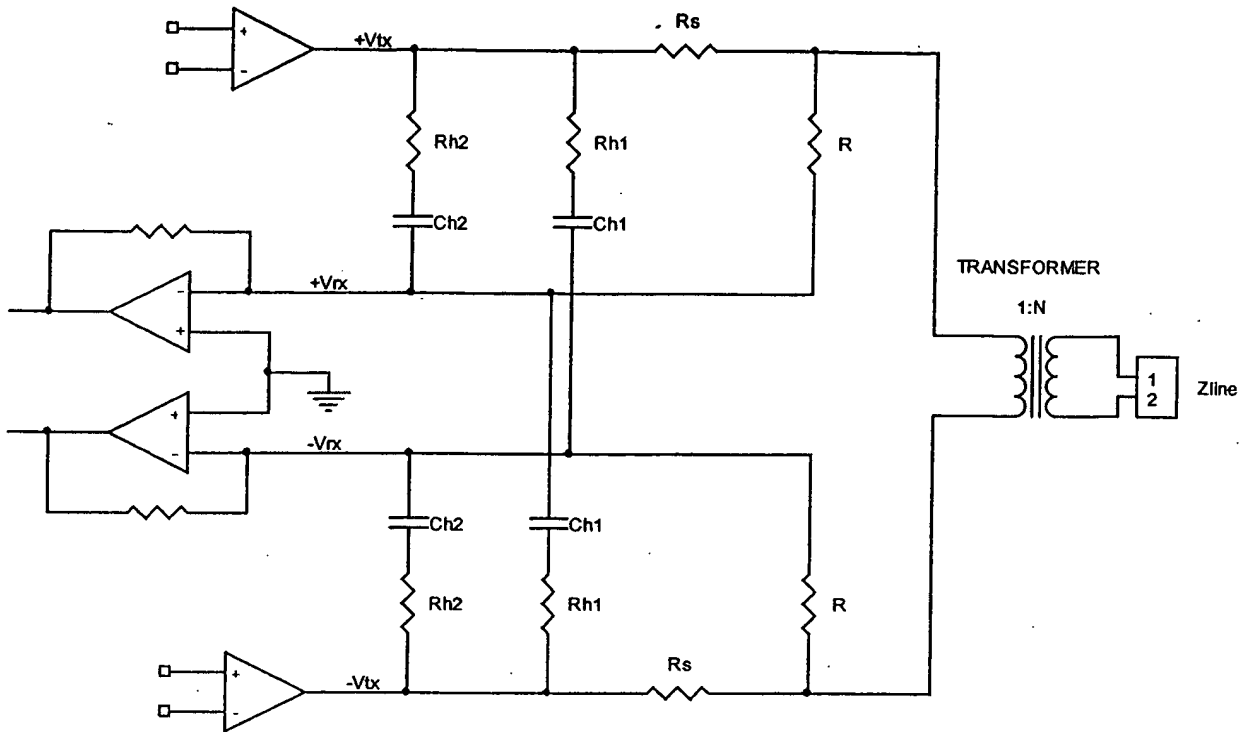 Rs
+Vtx
+
-
Rh2
Rh1
R
Ch2
Ch1
TRANSFORMER
1:N
+Vrx
-
+
1
2
Zline
+
-
-Vrx
Ch2
Ch1
Rh2
Rh1
R
Rs
+
-
-Vtx